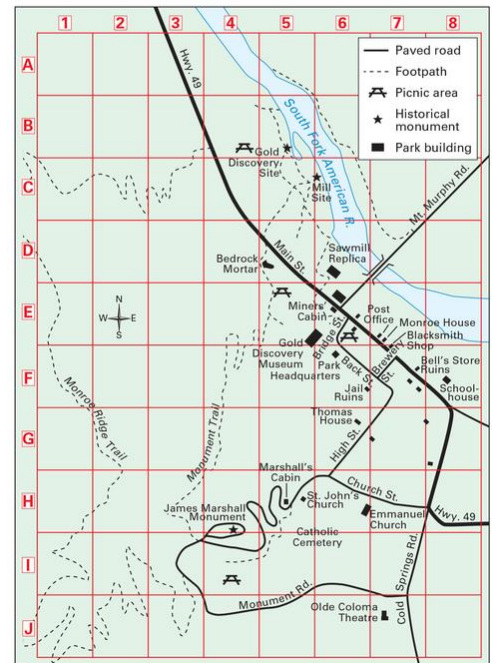 1 2 3 4 5 6 7 8
A
B
C
D
E
F
G
H
I
J
Paved road
Footpath
Picnic area
Historical
monument
Park building
Hwy. 49
South Fork American R.
Gold
Discovery
Site
Mill
Site
Mt. Murphy Rd.
Main St.
Sawmill
Replica
Bedrock
Mortar
N
W E
S
Miners'
Cabin
Bridge St.
Post
Office
Monroe House
Blacksmith
Shop
Gold
Discovery
Museum
Park
Headquarters
Back St.
Brewery
St.
Bell's Store
Ruins
School-
house
Jail
Ruins
Monroe Ridge Trail
Monument Trail
Thomas
House
High St.
Marshall's
Cabin
James Marshall
Monument
St. John's
Church
Church St.
Emmanuel
Church
Hwy. 49
Catholic
Cemetery
Monument Rd.
Cold Springs Rd.
Olde Coloma
Theatre